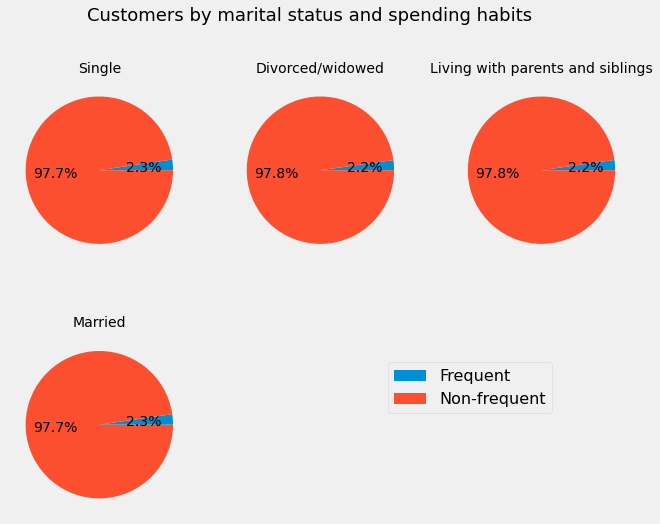 Customers by marital status and spending habits
Single
Divorced/widowed
Living with parents and siblings
97.7%
2.3%
97.8%
2.2%
97.8%
2.2%
Married
97.7%
2.3%
Frequent
Non-frequent